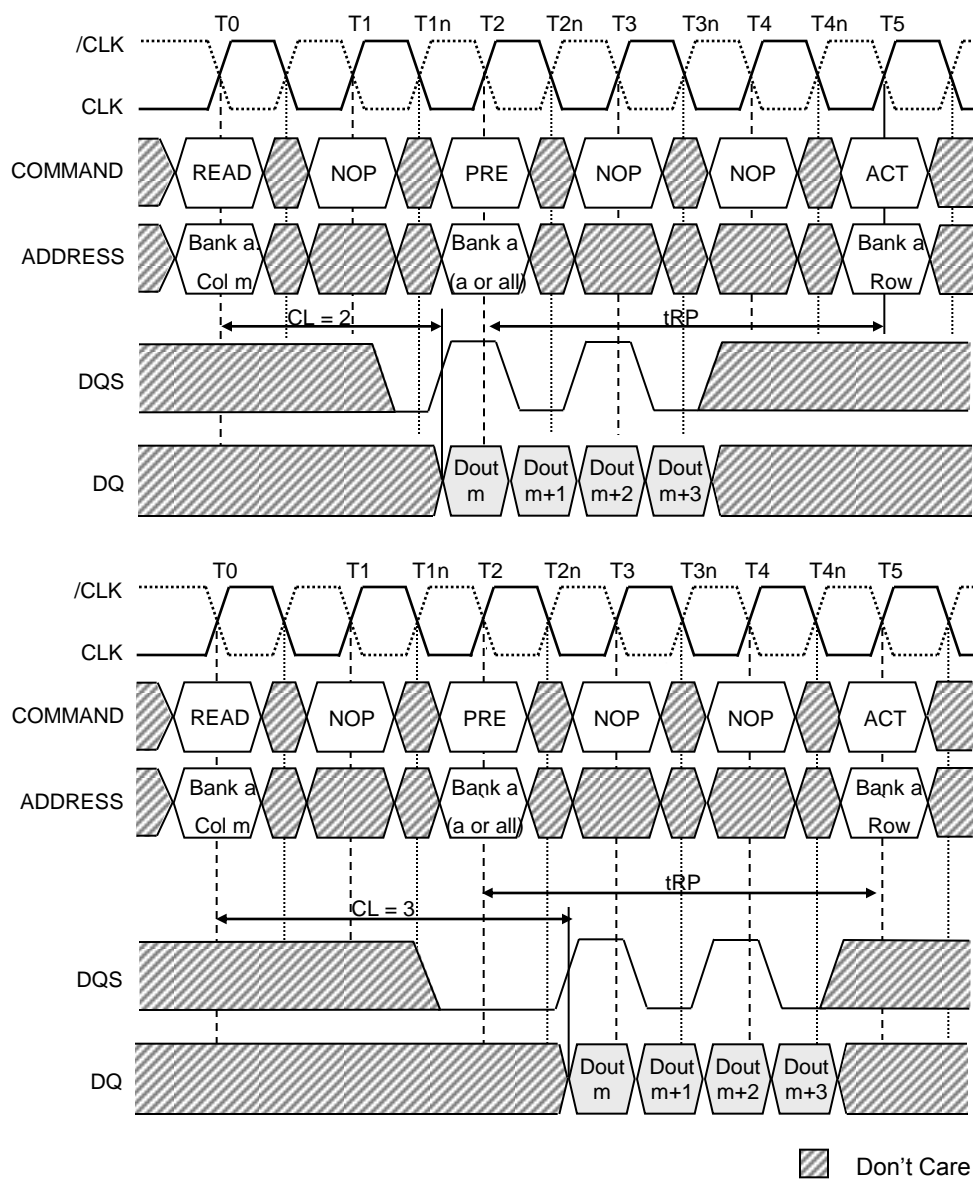 T0 T1 T1n T2 T2n T3 T3n T4 T4n T5
/CLK
CLK
COMMAND READ NOP PRE NOP NOP ACT
ADDRESS Bank a. Bank a Bank a
Col m (a or all) Row
CL = 2 tRP
DQS
DQ Dout Dout Dout Dout
m m+1 m+2 m+3
T0 T1 T1n T2 T2n T3 T3n T4 T4n T5
/CLK
CLK
COMMAND READ NOP PRE NOP NOP ACT
ADDRESS Bank a Bank a Bank a
Col m (a or all) Row
tRP
CL = 3
DQS
DQ Dout Dout Dout Dout
m m+1 m+2 m+3
Don't Care